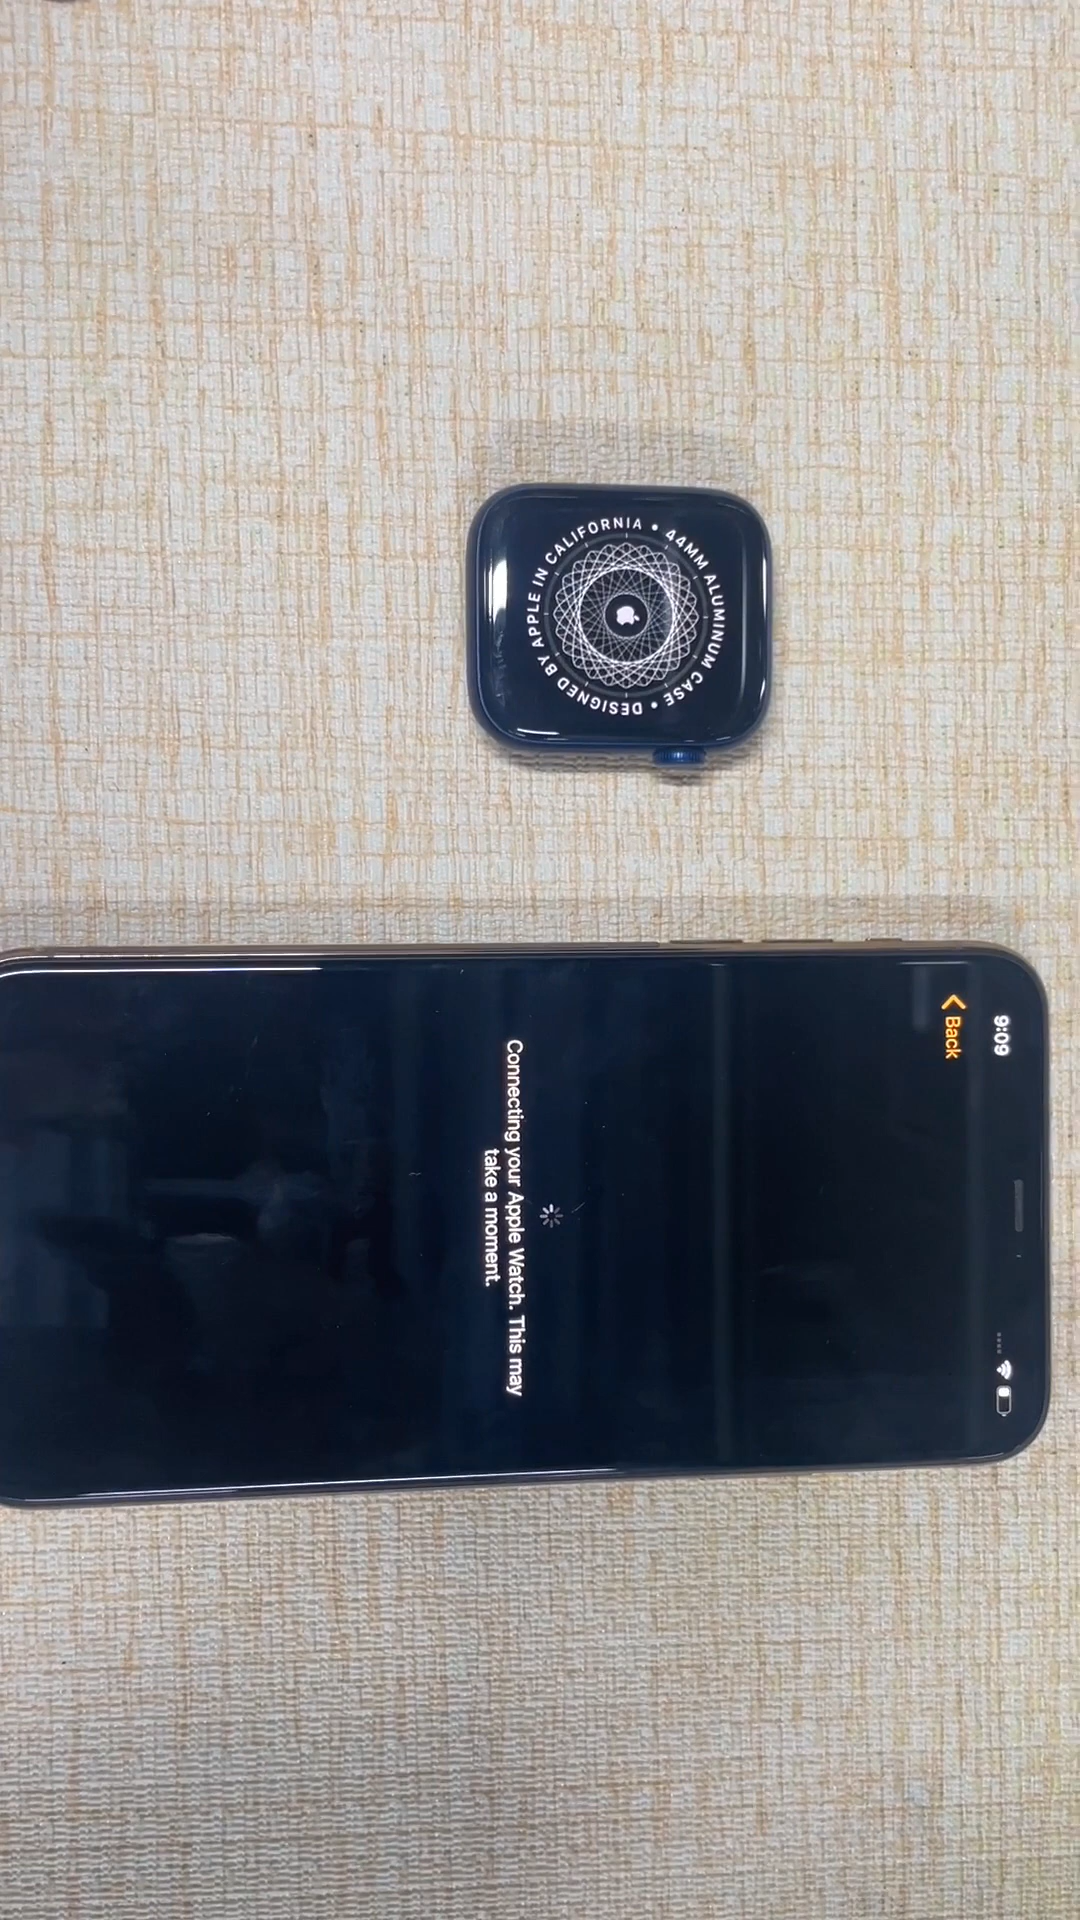 44MM ALUMINUM CASE • DESIGNED BY APPLE IN CALIFORNIA •
9:09
Back
Connecting your Apple Watch. This may
take a moment.